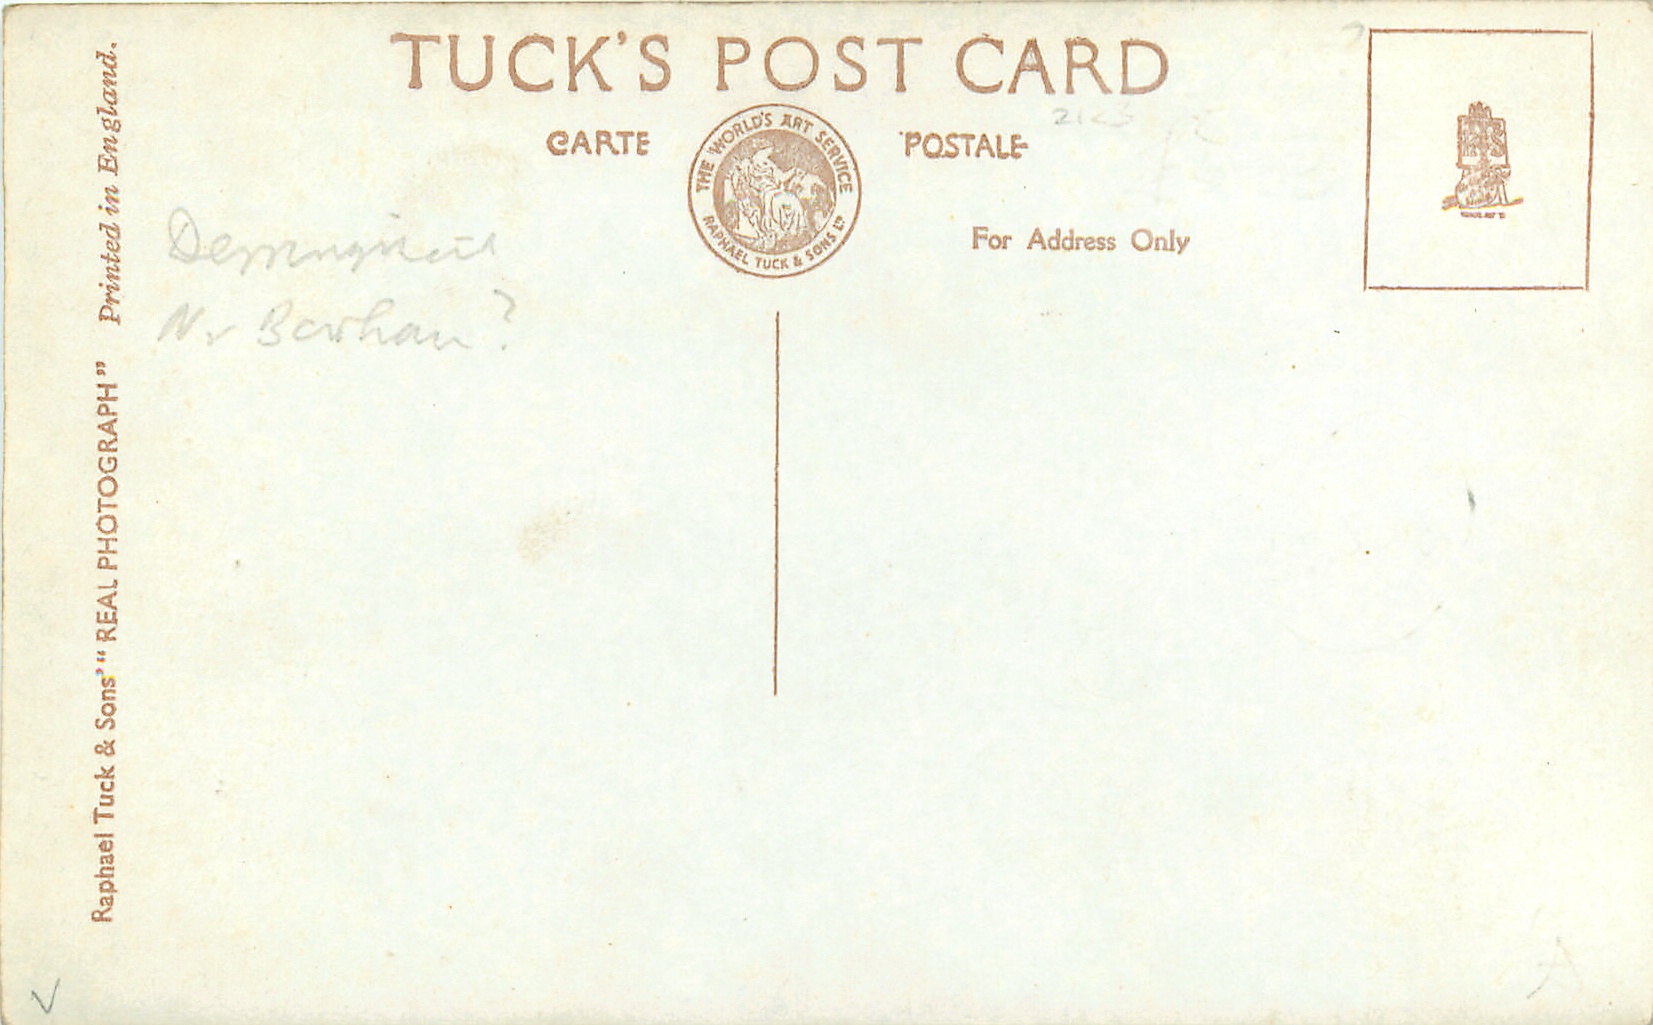 TUCK'S POST CARD
CARTE POSTALE
THE WORLD'S ART SERVICE
RAPHAEL TUCK & SONS LTD
For Address Only
Printed in England.
Raphael Tuck & Sons' "REAL PHOTOGRAPH"
Nr Barham?